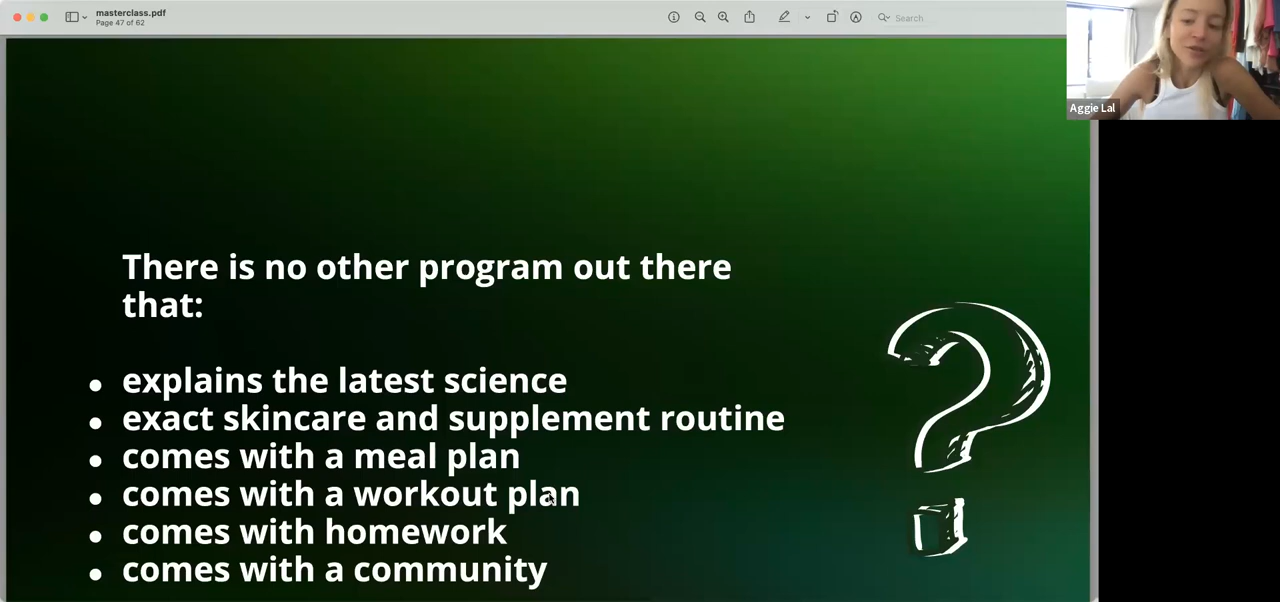 masterclass.pdf
Page 47 of 62
Search
Aggie Lal
There is no other program out there
that:
explains the latest science
exact skincare and supplement routine
comes with a meal plan
comes with a workout plan
comes with homework
comes with a community